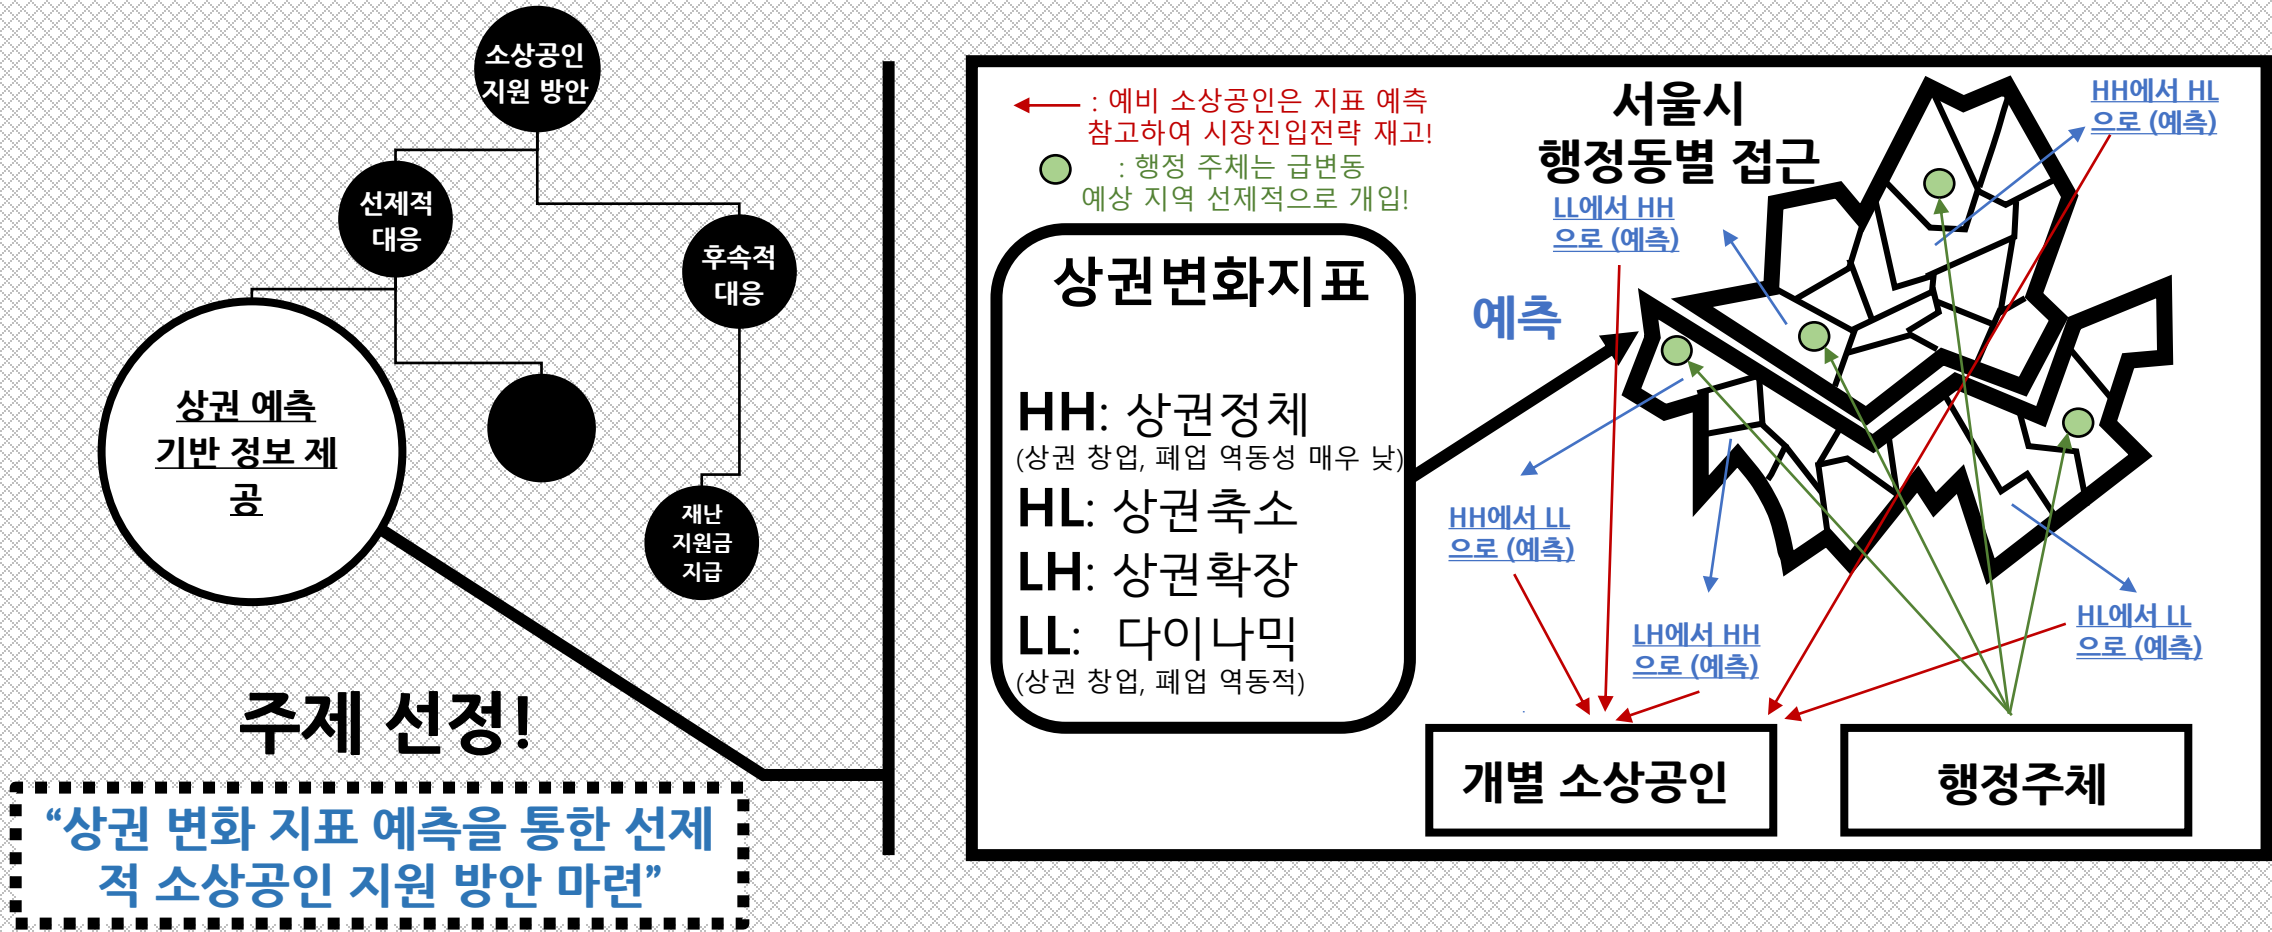 소상공인
지원 방안
선제적
대응
후속적
대응
상권 예측
기반 정보 제
공
재난
지원금
지급
주제 선정!
“상권 변화 지표 예측을 통한 선제
적 소상공인 지원 방안 마련”
: 예비 소상공인은 지표 예측
참고하여 시장진입전략 재고!
: 행정 주체는 급변동
예상 지역 선제적으로 개입!
상권변화지표
HH: 상권정체
(상권 창업, 폐업 역동성 매우 낮)
HL: 상권축소
LH: 상권확장
LL: 다이나믹
(상권 창업, 폐업 역동적)
서울시
행정동별 접근
예측
HH에서 HL
으로 (예측)
LL에서 HH
으로 (예측)
HH에서 LL
으로 (예측)
LH에서 HH
으로 (예측)
HL에서 LL
으로 (예측)
개별 소상공인
행정주체